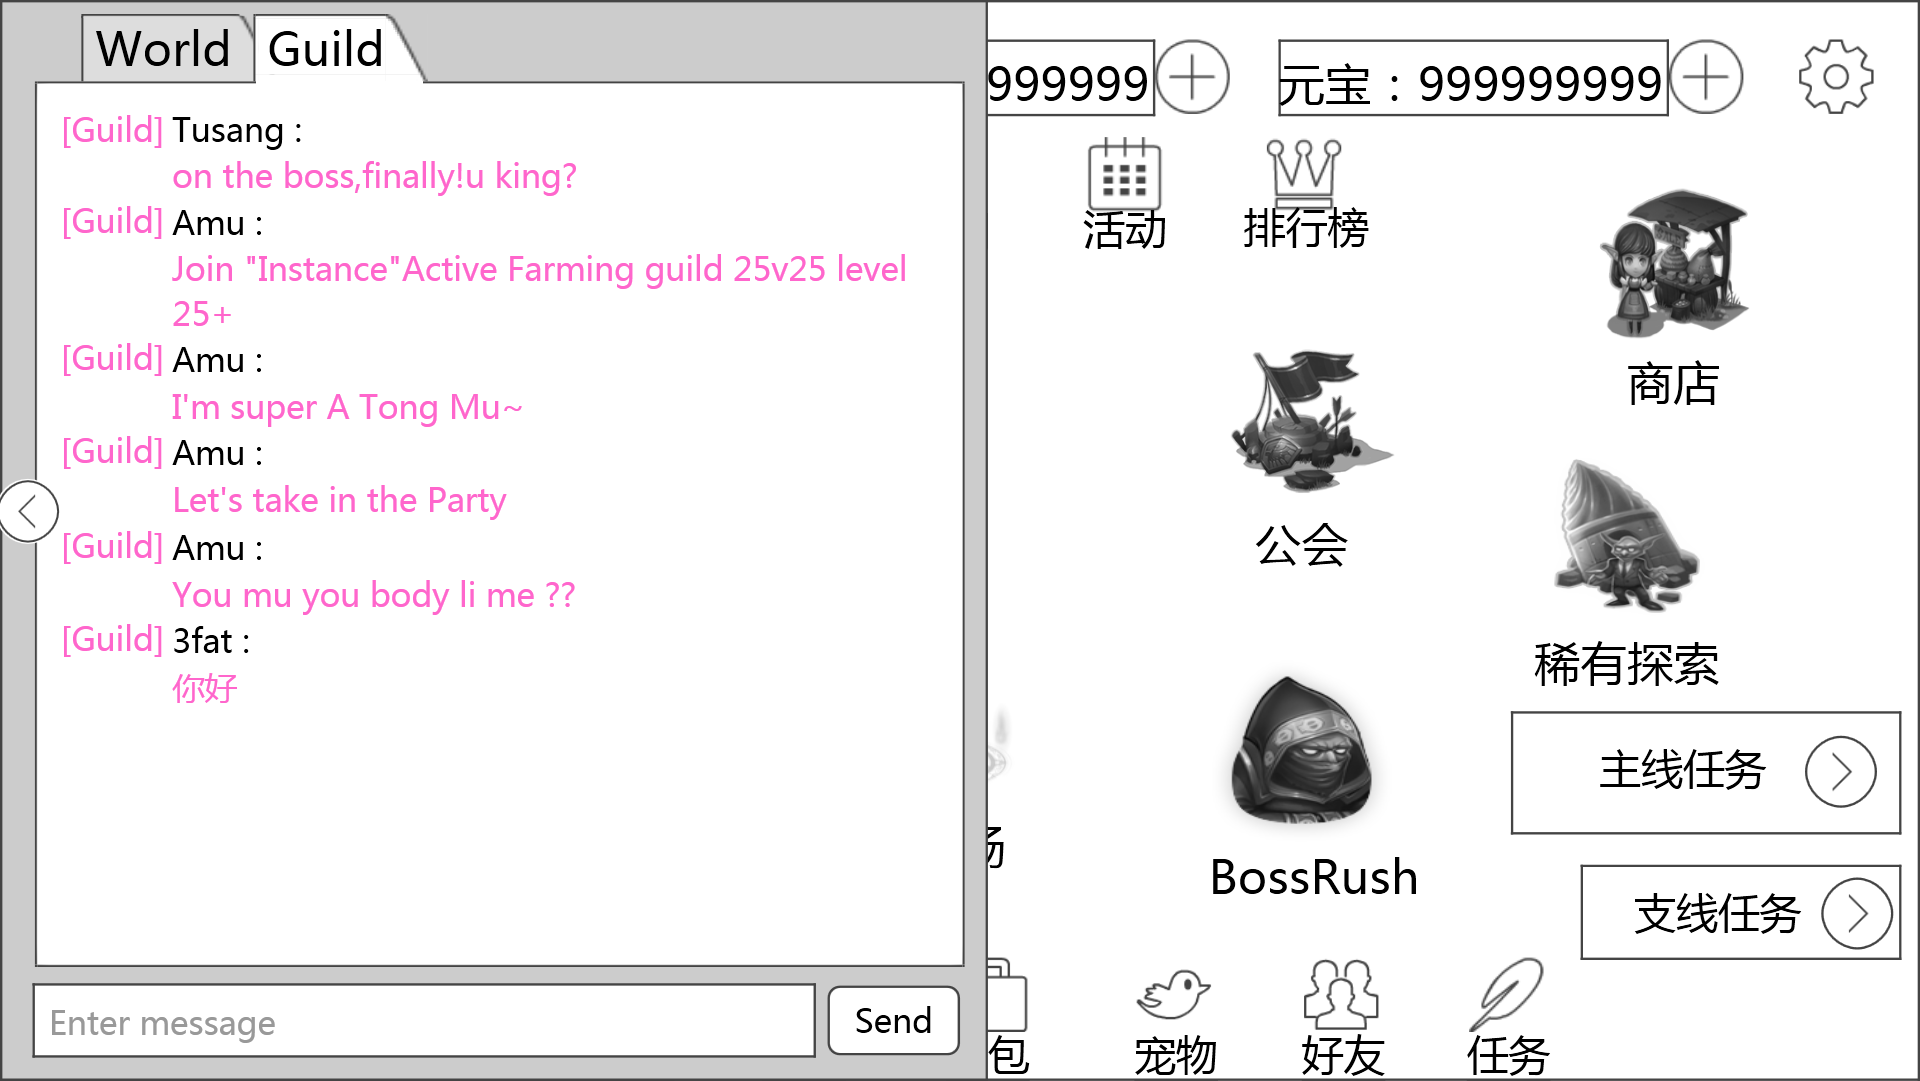 World
Guild
[Guild] Tusang :
on the boss,finally!u king?
[Guild] Amu :
Join "Instance"Active Farming guild 25v25 level
25+
[Guild] Amu :
I'm super A Tong Mu~
[Guild] Amu :
Let's take in the Party
[Guild] Amu :
You mu you body li me ??
[Guild] 3fat :
你好
Enter message
Send
999999
元宝：999999999
活动
排行榜
商店
公会
稀有探索
BossRush
主线任务
支线任务
包
宠物
好友
任务